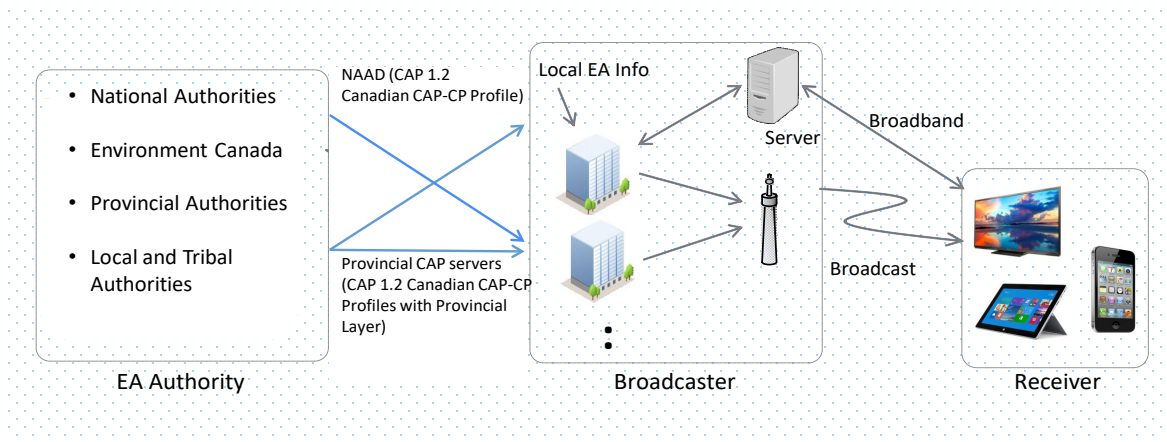 • National Authorities
• Environment Canada
• Provincial Authorities
• Local and Tribal
Authorities
EA Authority
NAAD (CAP 1.2
Canadian CAP-CP Profile)
Provincial CAP servers
(CAP 1.2 Canadian CAP-CP
Profiles with Provincial
Layer)
Local EA Info
Server
:
Broadcaster
Broadband
Broadcast
Receiver